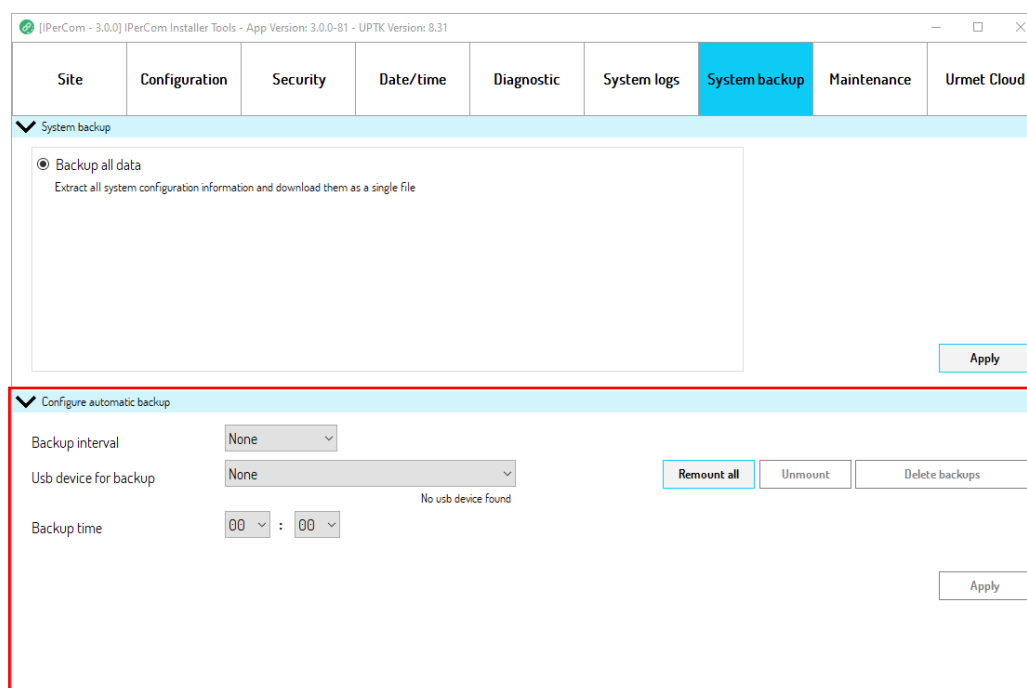 [IPerCom - 3.0.0] IPerCom Installer Tools - App Version: 3.0.0-81 - UPTK Version: 8.31
Site Configuration Security Date/time Diagnostic System logs System backup Maintenance Urmet Cloud
System backup
Backup all data
Extract all system configuration information and download them as a single file
Apply
Configure automatic backup
Backup interval None
Usb device for backup None Remount all Unmount Delete backups
No usb device found
Backup time 00 : 00
Apply